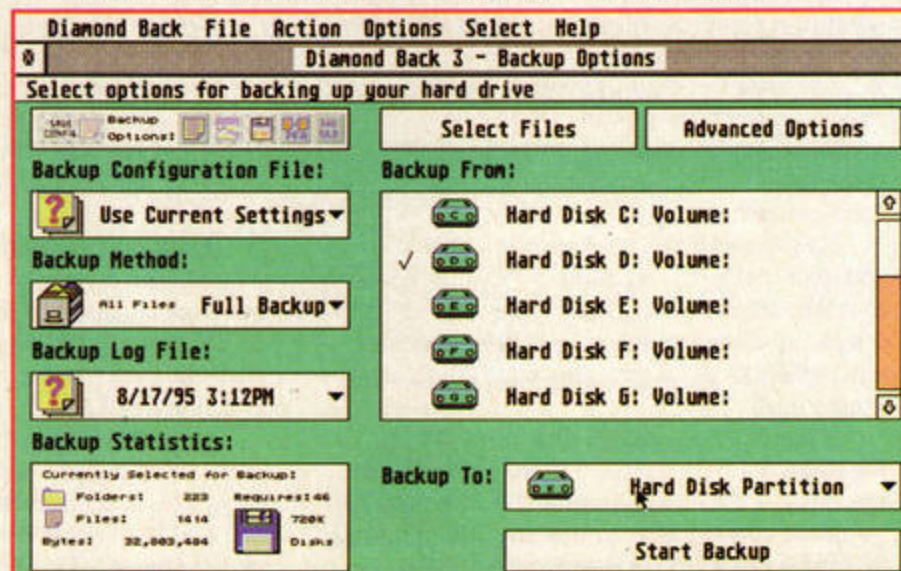 Diamond Back File Action Options Select Help
Diamond Back 3 - Backup Options
Select options for backing up your hard drive
Backup Options:
Select Files
Advanced Options
Backup Configuration File:
Use Current Settings
Backup Method:
All Files Full Backup
Backup Log File:
8/17/95 3:12PM
Backup Statistics:
Currently Selected for Backup:
Folders: 223 Requires: 46
Files: 1414 720K
Bytes: 32,803,484 Disks
Backup From:
C Hard Disk C: Volume:
D Hard Disk D: Volume:
E Hard Disk E: Volume:
F Hard Disk F: Volume:
G Hard Disk G: Volume:
Backup To:
K Hard Disk Partition
Start Backup